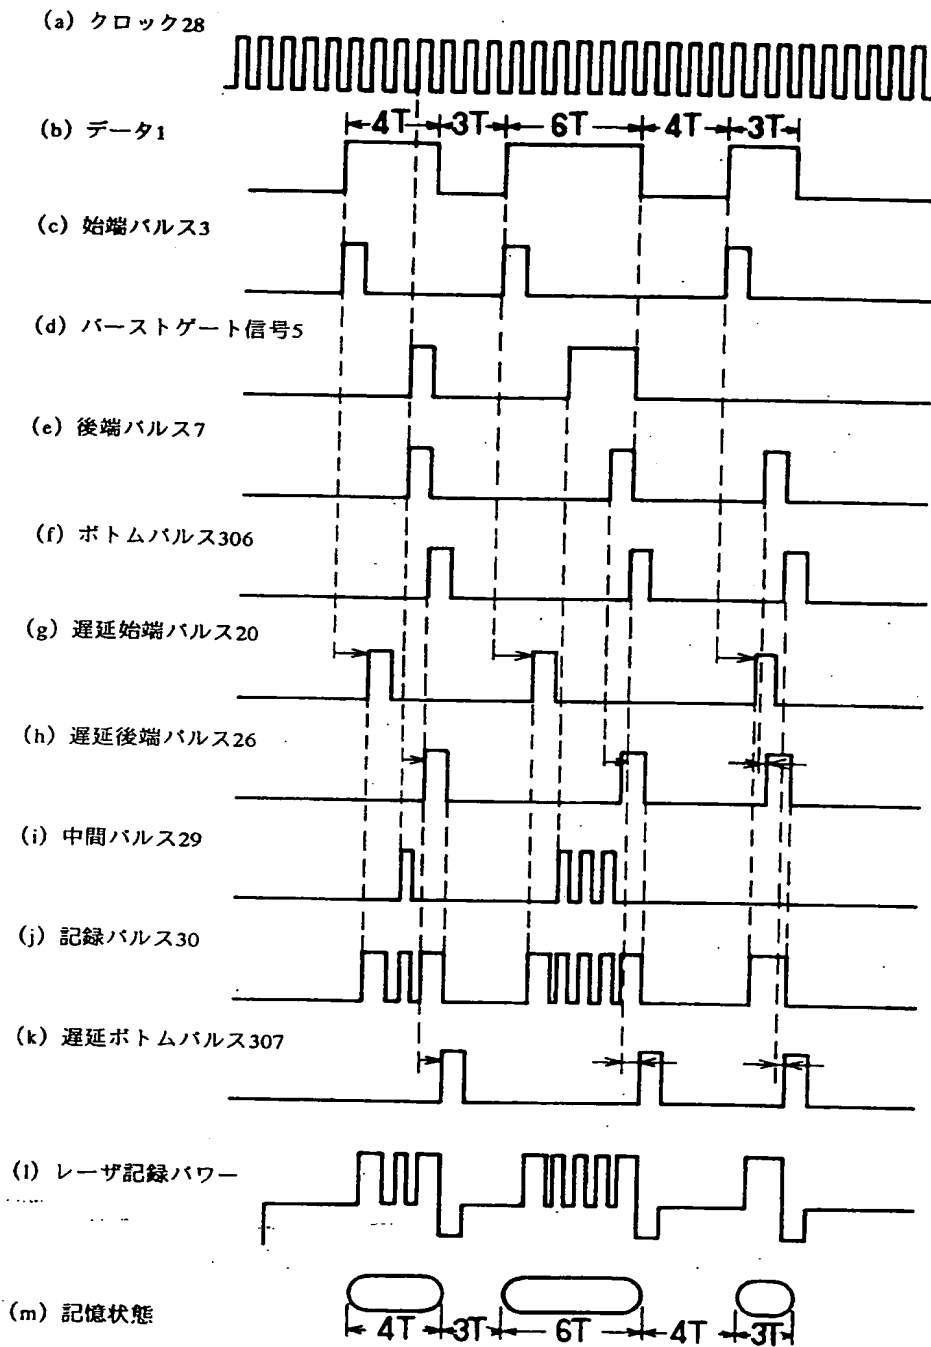 (a) クロック28
(b) データ1
4T 3T 6T 4T 3T
(c) 始端パルス3
(d) バーストゲート信号5
(e) 後端パルス7
(f) ボトムパルス306
(g) 遅延始端パルス20
(h) 遅延後端パルス26
(i) 中間パルス29
(j) 記録パルス30
(k) 遅延ボトムパルス307
(l) レーザ記録パワー
(m) 記憶状態
4T 3T 6T 4T 3T